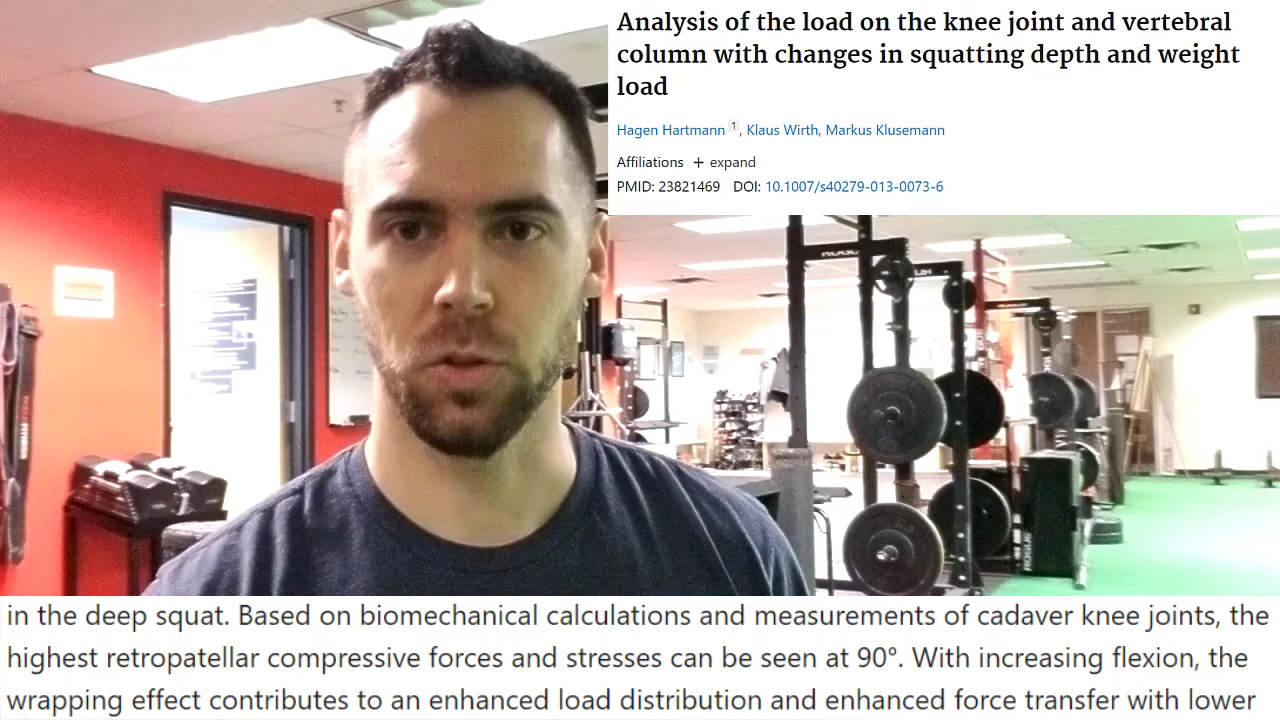 Analysis of the load on the knee joint and vertebral
column with changes in squatting depth and weight
load
Hagen Hartmann 1, Klaus Wirth, Markus Klusemann
Affiliations + expand
PMID: 23821469 DOI: 10.1007/s40279-013-0073-6
ROGUE
in the deep squat. Based on biomechanical calculations and measurements of cadaver knee joints, the
highest retropatellar compressive forces and stresses can be seen at 90°. With increasing flexion, the
wrapping effect contributes to an enhanced load distribution and enhanced force transfer with lower